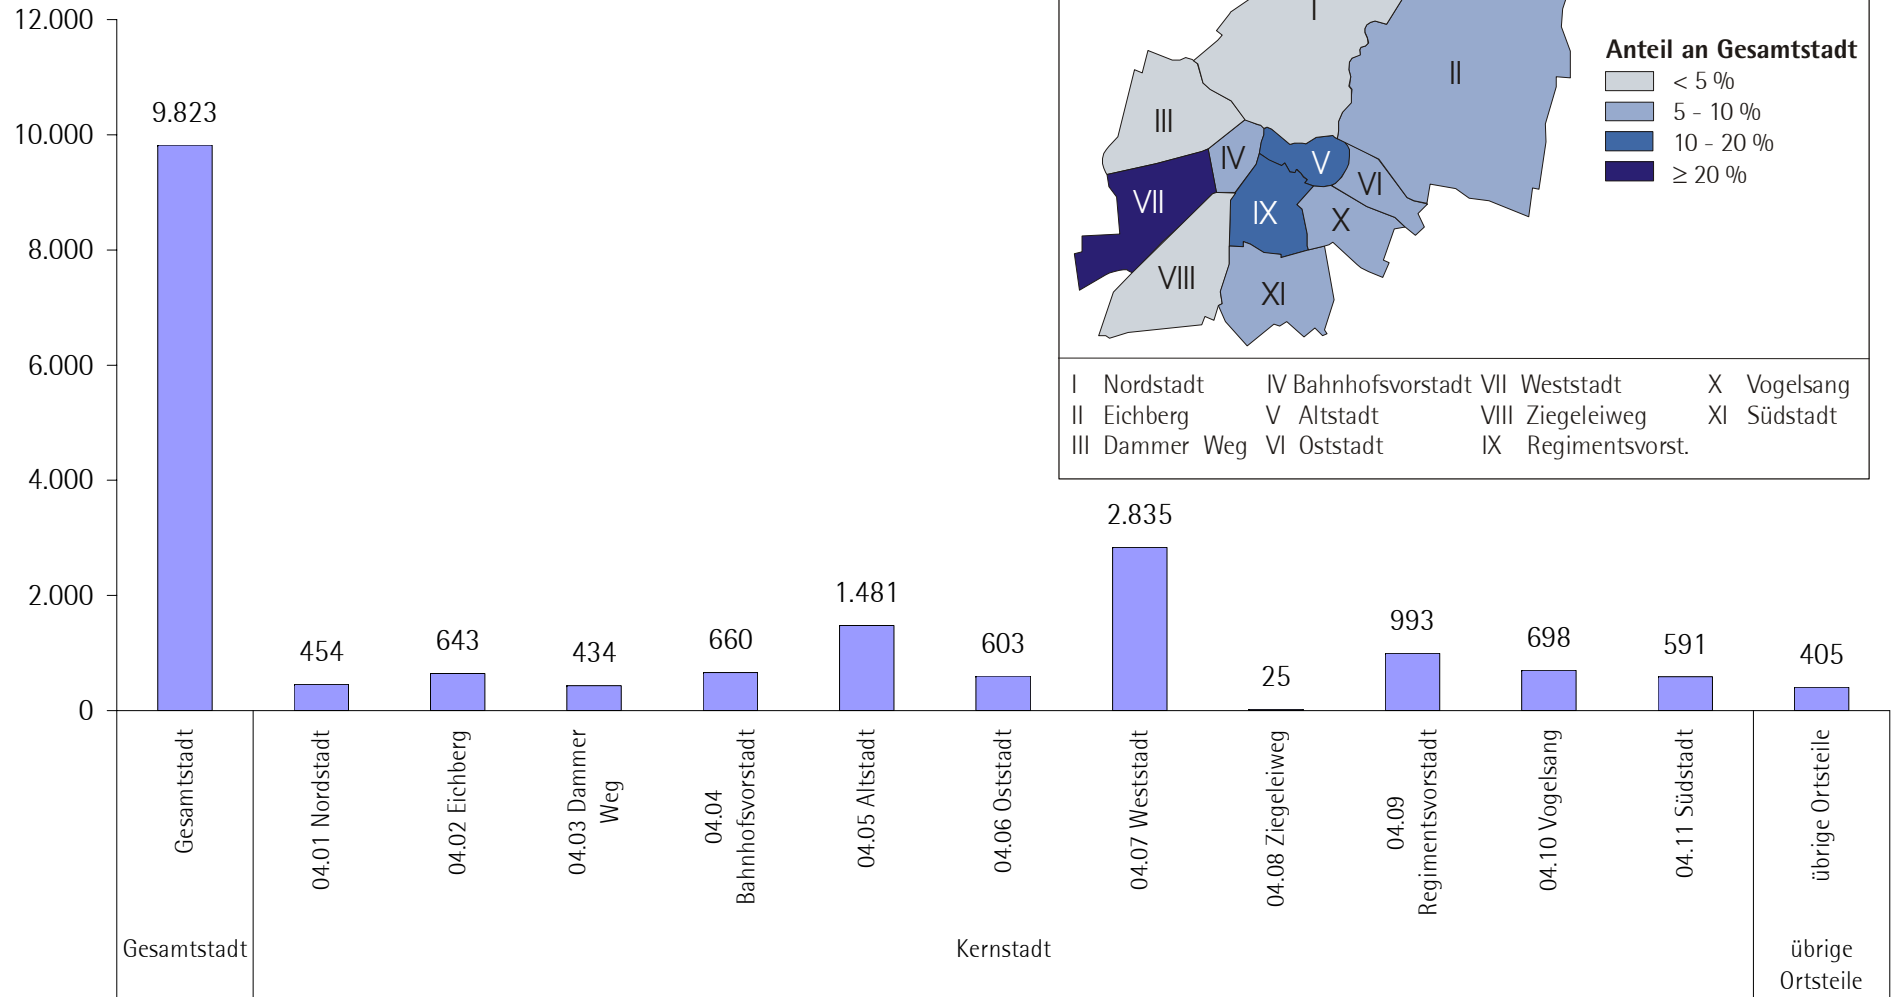 12.000
10.000
8.000
6.000
4.000
2.000
0
9.823
454
643
434
660
1.481
603
2.835
25
993
698
591
405
I
II
III
IV
V
VI
VII
VIII
IX
X
XI
Anteil an Gesamtstadt
< 5 %
5 - 10 %
10 - 20 %
≥ 20 %
I Nordstadt
II Eichberg
III Dammer Weg
IV Bahnhofsvorstadt
V Altstadt
VI Oststadt
VII Weststadt
VIII Ziegeleiweg
IX Regimentsvorst.
X Vogelsang
XI Südstadt
Gesamtstadt
04.01 Nordstadt
04.02 Eichberg
04.03 Dammer
Weg
04.04
Bahnhofsvorstadt
04.05 Altstadt
04.06 Oststadt
04.07 Weststadt
04.08 Ziegeleiweg
04.09
Regimentsvorstadt
04.10 Vogelsang
04.11 Südstadt
übrige Ortsteile
Gesamtstadt
Kernstadt
übrige
Ortsteile